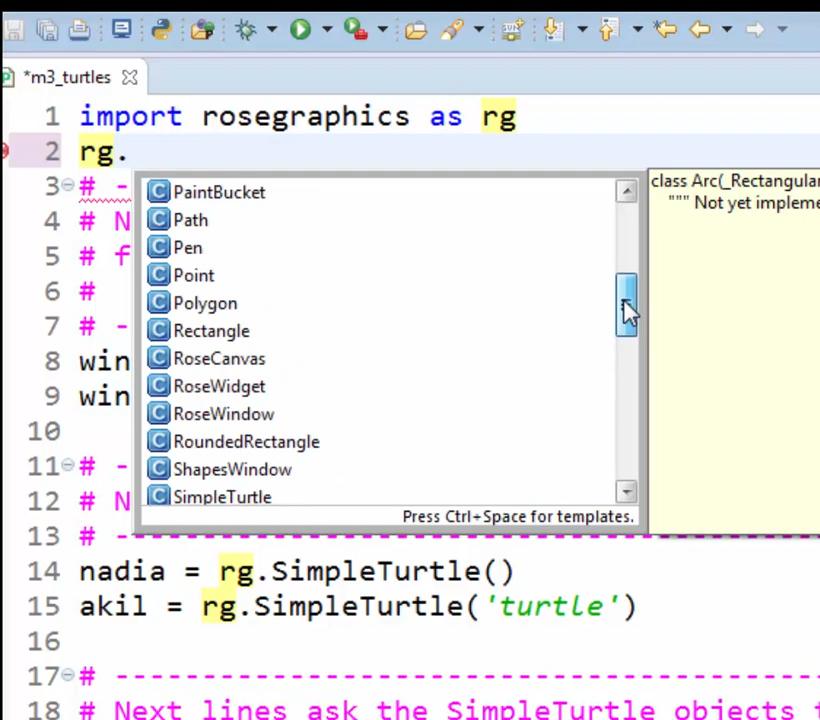 *m3_turtles
1 import rosegraphics as rg
2 rg.
class Arc(_Rectangular
""" Not yet impleme
3 # -
4 # N
5 # f
6 #
7 # -
8 win
9 win
10
11 # -
12 # N
PaintBucket
Path
Pen
Point
Polygon
Rectangle
RoseCanvas
RoseWidget
RoseWindow
RoundedRectangle
ShapesWindow
SimpleTurtle
Press Ctrl+Space for templates.
13 # ---------------------------------------
14 nadia = rg.SimpleTurtle()
15 akil = rg.SimpleTurtle('turtle')
16
17 # ---------------------------------------
18 # Next lines ask the SimpleTurtle objects